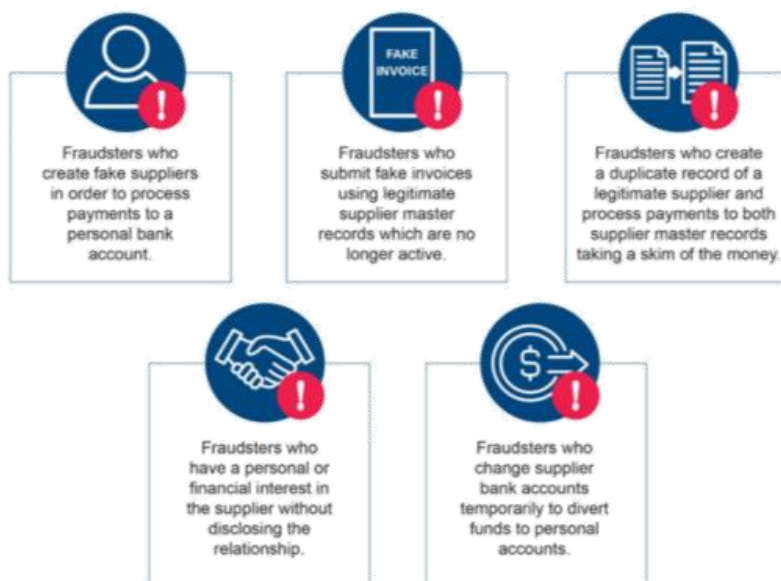 FAKE
INVOICE
Fraudsters who
create fake suppliers
in order to process
payments to a
personal bank
account.
Fraudsters who
submit fake invoices
using legitimate
supplier master
records which are no
longer active.
Fraudsters who create
a duplicate record of a
legitimate supplier and
process payments to both
supplier master records
taking a skim of the money.
Fraudsters who
have a personal or
financial interest in
the supplier without
disclosing the
relationship.
Fraudsters who
change supplier
bank accounts
temporarily to divert
funds to personal
accounts.